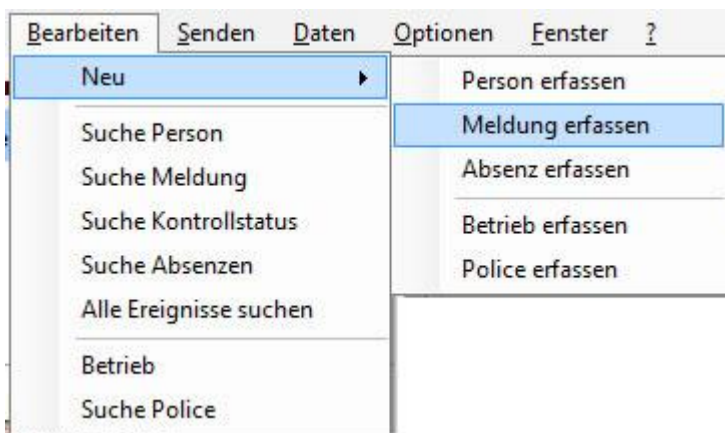 Bearbeiten Senden Daten Optionen Fenster ?
Neu
Person erfassen
Meldung erfassen
Absenz erfassen
Betrieb erfassen
Police erfassen
Suche Person
Suche Meldung
Suche Kontrollstatus
Suche Absenzen
Alle Ereignisse suchen
Betrieb
Suche Police